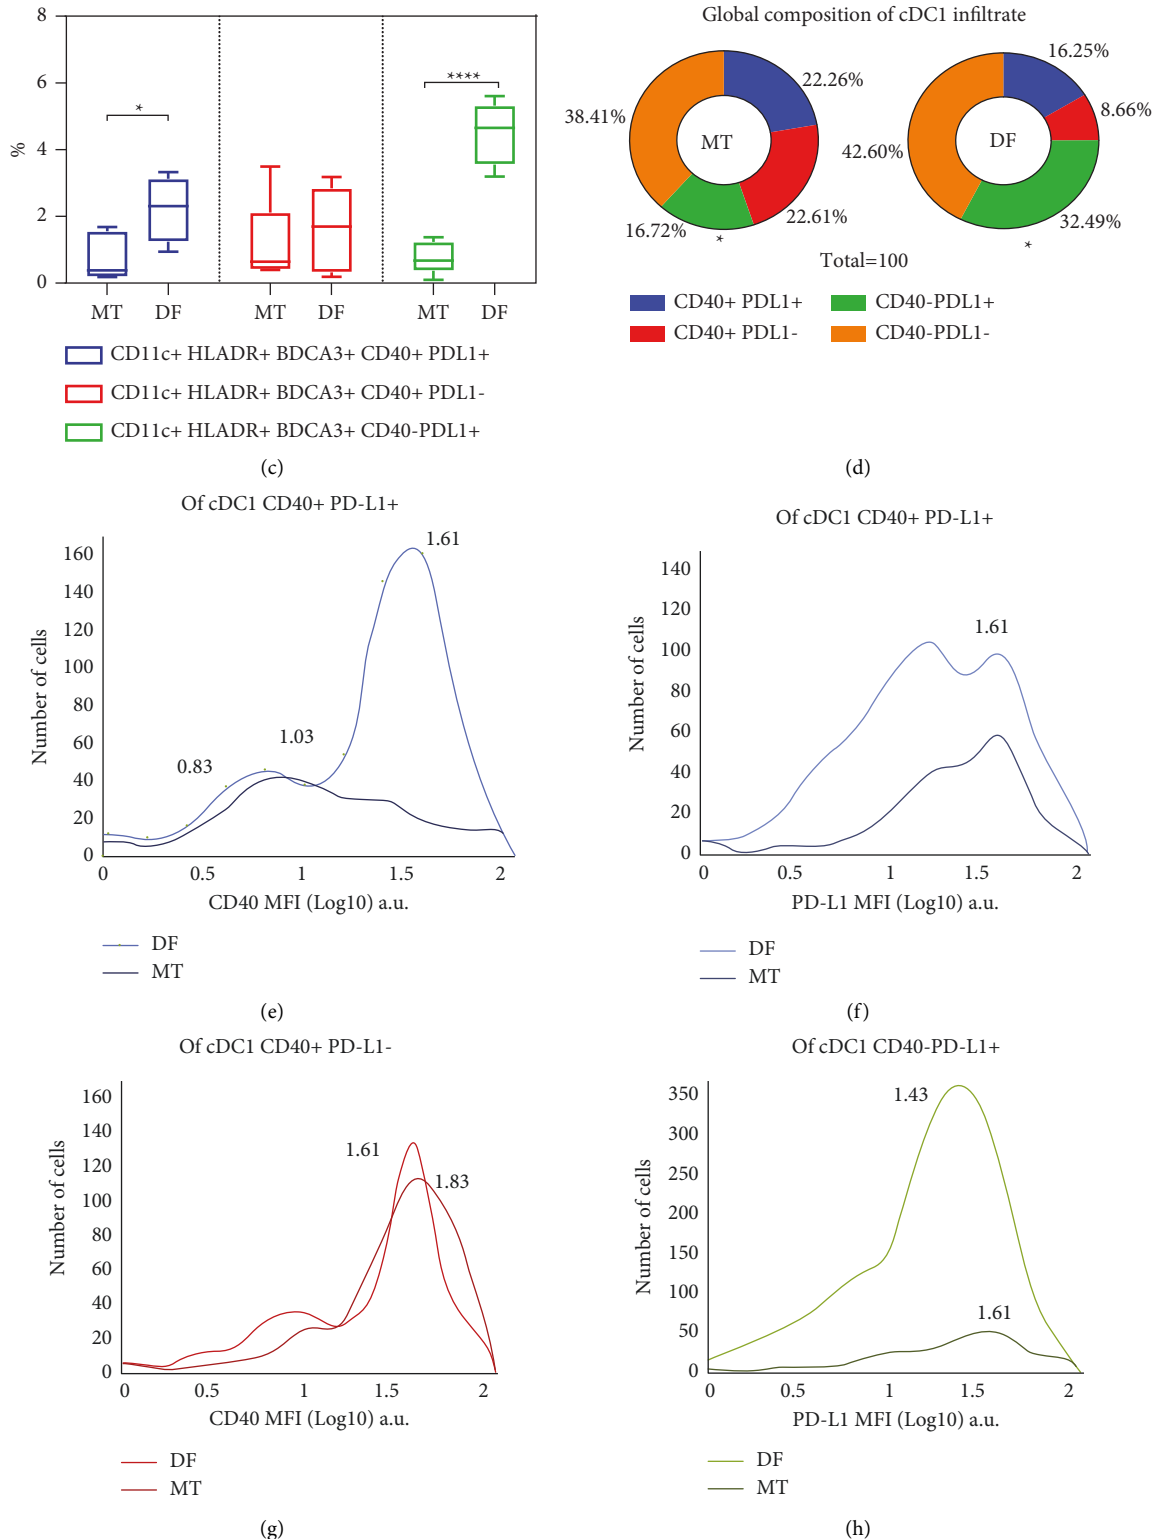 8
6
4
2
0
%
*
****
MT
DF
MT
DF
MT
DF
CD11c+ HLADR+ BDCA3+ CD40+ PDL1+
CD11c+ HLADR+ BDCA3+ CD40+ PDL1-
CD11c+ HLADR+ BDCA3+ CD40-PDL1+
(c)
Global composition of cDC1 infiltrate
22.26%
38.41%
MT
16.72%
22.61%
*
16.25%
8.66%
42.60%
DF
32.49%
*
Total=100
CD40+ PDL1+
CD40-PDL1+
CD40+ PDL1-
CD40-PDL1-
(d)
Of cDC1 CD40+ PD-L1+
160
140
120
100
80
60
40
20
0
Number of cells
1.61
1.03
0.83
0
0.5
1
1.5
2
CD40 MFI (Log10) a.u.
DF
MT
(e)
Of cDC1 CD40+ PD-L1+
140
120
100
80
60
40
20
0
Number of cells
1.61
0
0.5
1
1.5
2
PD-L1 MFI (Log10) a.u.
DF
MT
(f)
Of cDC1 CD40+ PD-L1-
160
140
120
100
80
60
40
20
0
Number of cells
1.61
1.83
0
0.5
1
1.5
2
CD40 MFI (Log10) a.u.
DF
MT
(g)
Of cDC1 CD40-PD-L1+
350
300
250
200
150
100
50
0
Number of cells
1.43
1.61
0
0.5
1
1.5
2
PD-L1 MFI (Log10) a.u.
DF
MT
(h)